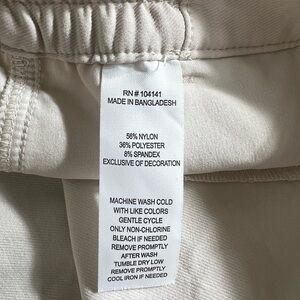 RN # 104141
MADE IN BANGLADESH
56% NYLON
36% POLYESTER
8% SPANDEX
EXCLUSIVE OF DECORATION
MACHINE WASH COLD
WITH LIKE COLORS
GENTLE CYCLE
ONLY NON-CHLORINE
BLEACH IF NEEDED
REMOVE PROMPTLY
AFTER WASH
TUMBLE DRY LOW
REMOVE PROMPTLY
COOL IRON IF NEEDED